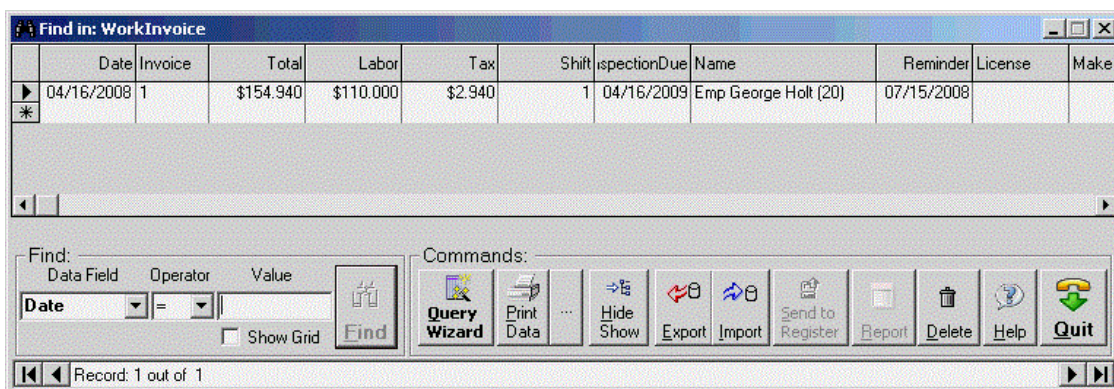 Find in: WorkInvoice
Date Invoice Total Labor Tax Shift ispectionDue Name Reminder License Make
04/16/2008 1 $154.940 $110.000 $2.940 1 04/16/2009 Emp George Holt (20) 07/15/2008
Find: Commands:
Data Field Operator Value
Date =
Show Grid
Find
Query Wizard
Print Data
...
Hide Show
Export
Import
Send to Register
Report
Delete
Help
Quit
Record: 1 out of 1